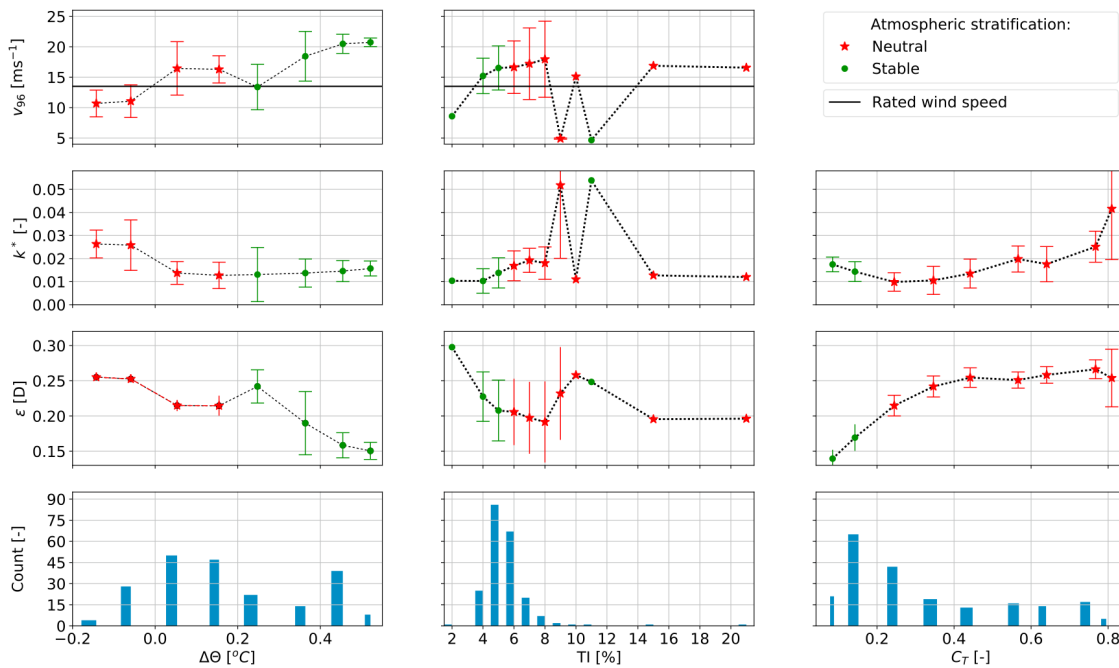 25
20
15
10
5
v96 [ms−1]
Atmospheric stratification:
Neutral
Stable
Rated wind speed
0.05
0.04
0.03
0.02
0.01
0.00
k* [-]
0.30
0.25
0.20
0.15
ε [D]
90
75
60
45
30
15
0
Count [-]
−0.2 0.0 0.2 0.4
ΔΘ [°C]
2 4 6 8 10 12 14 16 18 20
TI [%]
0.2 0.4 0.6 0.8
CT [-]